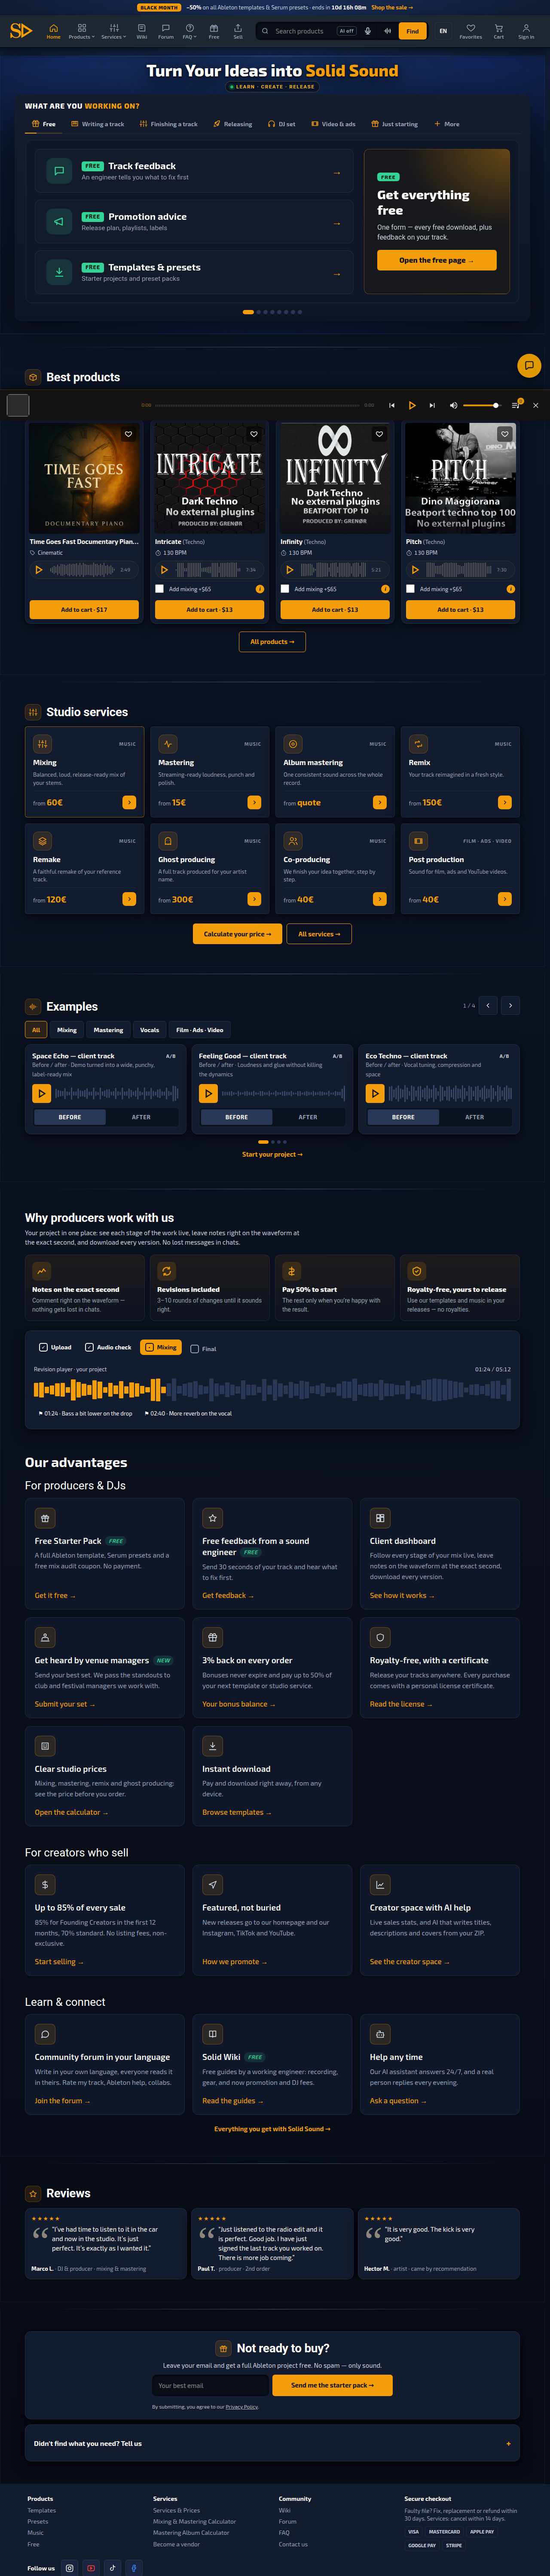 BLACK MONTH -50% on all Ableton templates & Serum presets · ends in 10d 16h 08m Shop the sale →
Home Products Services Wiki Forum FAQ Free Sell Search products AI off Find EN Favorites Cart Sign in
Turn Your Ideas into Solid Sound
LEARN · CREATE · RELEASE
WHAT ARE YOU WORKING ON?
Free Writing a track Finishing a track Releasing DJ set Video & ads Just starting + More
FREE Track feedback
An engineer tells you what to fix first
FREE Promotion advice
Release plan, playlists, labels
FREE Templates & presets
Starter projects and preset packs
FREE
Get everything
free
One form — every free download, plus
feedback on your track.
Open the free page →
Best products
0:00 0:00
TIME GOES
FAST
DOCUMENTARY PIANO
INTRICATE
Dark Techno
No external plugins
PRODUCED BY: GRENØR
INFINITY
Dark Techno
No external plugins
BEATPORT TOP 10
PRODUCED BY: GRENØR
PITCH
Dino Maggiorana
Beatport techno top 100
No external plugins
Time Goes Fast Documentary Pian...
Cinematic
2:49
Add to cart · $17
Intricate (Techno)
130 BPM
7:34
Add mixing +$65
Add to cart · $13
Infinity (Techno)
130 BPM
5:21
Add mixing +$65
Add to cart · $13
Pitch (Techno)
130 BPM
7:30
Add mixing +$65
Add to cart · $13
All products →
Studio services
MUSIC
Mixing
Balanced, loud, release-ready mix of
your stems.
from 60€
MUSIC
Mastering
Streaming-ready loudness, punch and
polish.
from 15€
MUSIC
Album mastering
One consistent sound across the whole
record.
from quote
MUSIC
Remix
Your track reimagined in a fresh style.
from 150€
MUSIC
Remake
A faithful remake of your reference
track.
from 120€
MUSIC
Ghost producing
A full track produced for your artist
name.
from 300€
MUSIC
Co-producing
We finish your idea together, step by
step.
from 40€
FILM · ADS · VIDEO
Post production
Sound for film, ads and YouTube videos.
from 40€
Calculate your price → All services →
Examples
1 / 4
All Mixing Mastering Vocals Film · Ads · Video
Space Echo — client track A/B
Before / after · Demo turned into a wide, punchy,
label-ready mix
BEFORE AFTER
Feeling Good — client track A/B
Before / after · Loudness and glue without killing
the dynamics
BEFORE AFTER
Eco Techno — client track A/B
Before / after · Vocal tuning, compression and
space
BEFORE AFTER
Start your project →
Why producers work with us
Your project in one place: see each stage of the work live, leave notes right on the waveform at
the exact second, and download every version. No lost messages in chats.
Notes on the exact second
Comment right on the waveform —
nothing gets lost in chats.
Revisions included
3–10 rounds of changes until it sounds
right.
Pay 50% to start
The rest only when you're happy with
the result.
Royalty-free, yours to release
Use our templates and music in your
releases — no royalties.
Upload Audio check Mixing Final
Revision player · your project 01:24 / 05:12
01:24 · Bass a bit lower on the drop 02:40 · More reverb on the vocal
Our advantages
For producers & DJs
Free Starter Pack FREE
A full Ableton template, Serum presets and a
free mix audit coupon. No payment.
Get it free →
Free feedback from a sound
engineer FREE
Send 30 seconds of your track and hear what
to fix first.
Get feedback →
Client dashboard
Follow every stage of your mix live, leave
notes on the waveform at the exact second,
download every version.
See how it works →
Get heard by venue managers NEW
Send your best set. We pass the standouts to
club and festival managers we work with.
Submit your set →
3% back on every order
Bonuses never expire and pay up to 50% of
your next template or studio service.
Your bonus balance →
Royalty-free, with a certificate
Release your tracks anywhere. Every purchase
comes with a personal license certificate.
Read the license →
Clear studio prices
Mixing, mastering, remix and ghost producing:
see the price before you order.
Open the calculator →
Instant download
Pay and download right away, from any
device.
Browse templates →
For creators who sell
Up to 85% of every sale
85% for Founding Creators in the first 12
months, 70% standard. No listing fees, non-
exclusive.
Start selling →
Featured, not buried
New releases go to our homepage and our
Instagram, TikTok and YouTube.
How we promote →
Creator space with AI help
Live sales stats, and AI that writes titles,
descriptions and covers from your ZIP.
See the creator space →
Learn & connect
Community forum in your language
Write in your own language, everyone reads it
in theirs. Rate my track, Ableton help, collabs.
Join the forum →
Solid Wiki FREE
Free guides by a working engineer: recording,
gear, and now promotion and DJ fees.
Read the guides →
Help any time
Our AI assistant answers 24/7, and a real
person replies every evening.
Ask a question →
Everything you get with Solid Sound →
Reviews
★★★★★
"I've had time to listen to it in the car
and now in the studio. It's just
perfect. It's exactly as I wanted it."
Marco L. · DJ & producer · mixing & mastering
★★★★★
"Just listened to the radio edit and it
is perfect. Good job. I have just
signed the last track you worked on.
There is more job coming."
Paul T. · producer · 2nd order
★★★★★
"It is very good. The kick is very
good."
Hector M. · artist · came by recommendation
Not ready to buy?
Leave your email and get a full Ableton project free. No spam — only sound.
Your best email Send me the starter pack →
By submitting, you agree to our Privacy Policy.
Didn't find what you need? Tell us +
Products
Templates
Presets
Music
Free
Services
Services & Prices
Mixing & Mastering Calculator
Mastering Album Calculator
Become a vendor
Community
Wiki
Forum
FAQ
Contact us
Secure checkout
Faulty file? Fix, replacement or refund within
30 days. Services: cancel within 14 days.
VISA MASTERCARD APPLE PAY
GOOGLE PAY STRIPE
Follow us